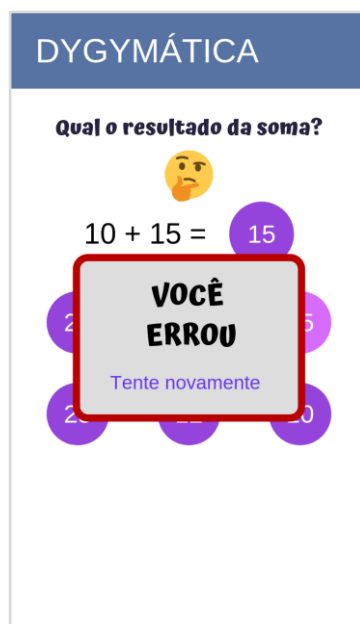 DYGYMÁTICA
Qual o resultado da soma?
10 + 15 = 15
VOCÊ
ERROU
Tente novamente